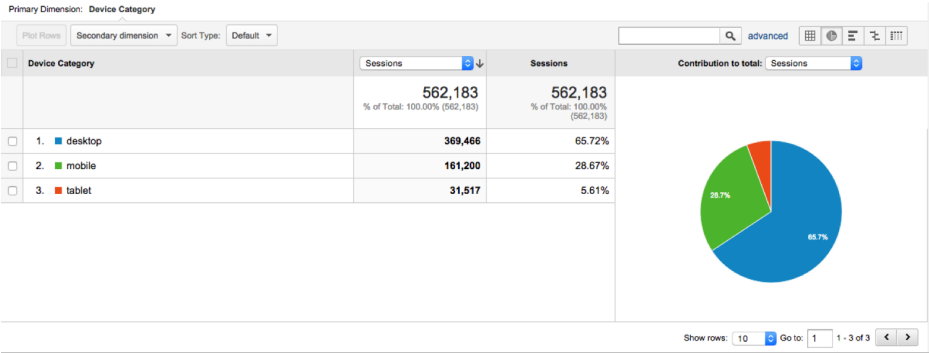 Primary Dimension: Device Category
Plot Rows Secondary dimension Sort Type: Default advanced
Device Category Sessions Sessions Contribution to total: Sessions
562,183 562,183
% of Total: 100.00% (562,183) % of Total: 100.00%
(562,183)
1. desktop 369,466 65.72%
2. mobile 161,200 28.67%
3. tablet 31,517 5.61%
28.7%
65.7%
Show rows: 10 Go to: 1 1 - 3 of 3